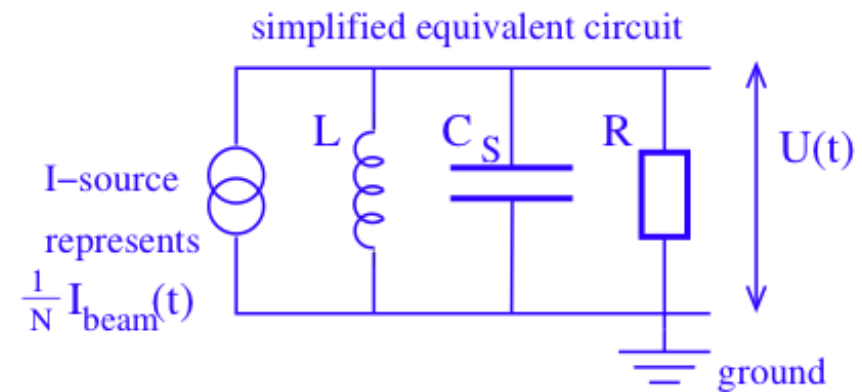 simplified equivalent circuit
L
C S
R
U(t)
I−source
represents
1/N I beam (t)
ground